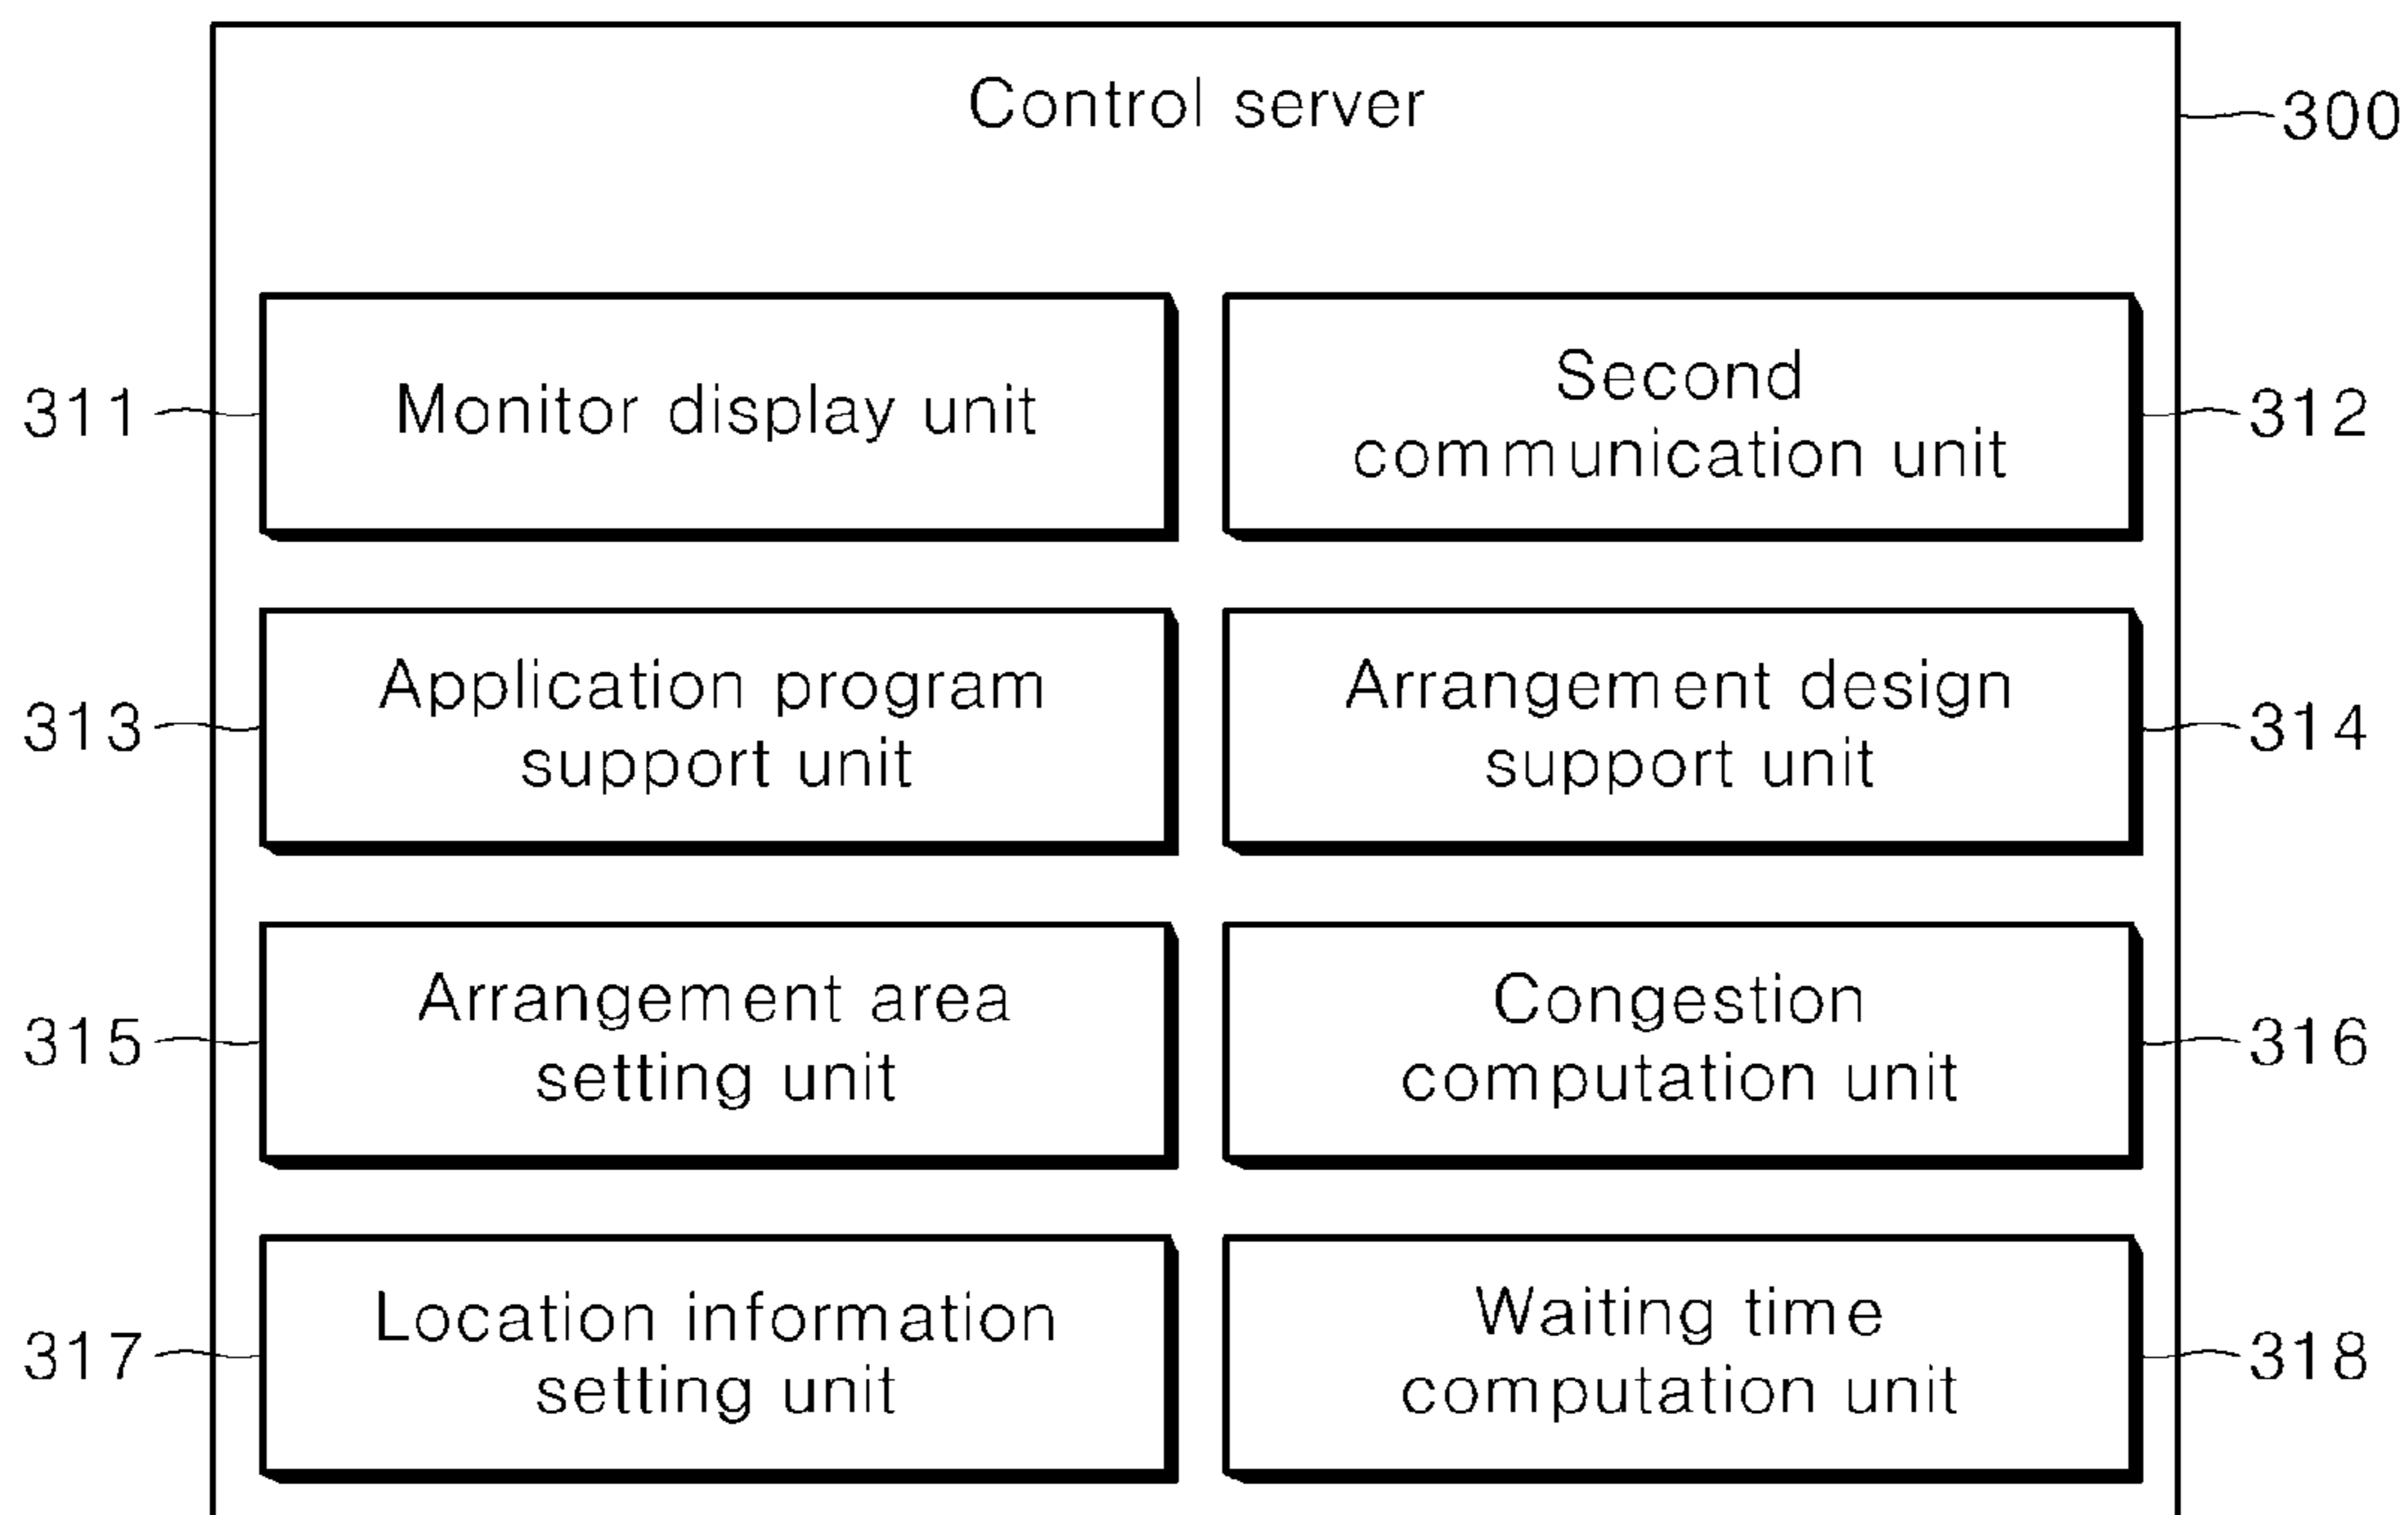 Control server
300
311
Monitor display unit
Second
communication unit
312
313
Application program
support unit
Arrangement design
support unit
314
315
Arrangement area
setting unit
Congestion
computation unit
316
317
Location information
setting unit
Waiting time
computation unit
318